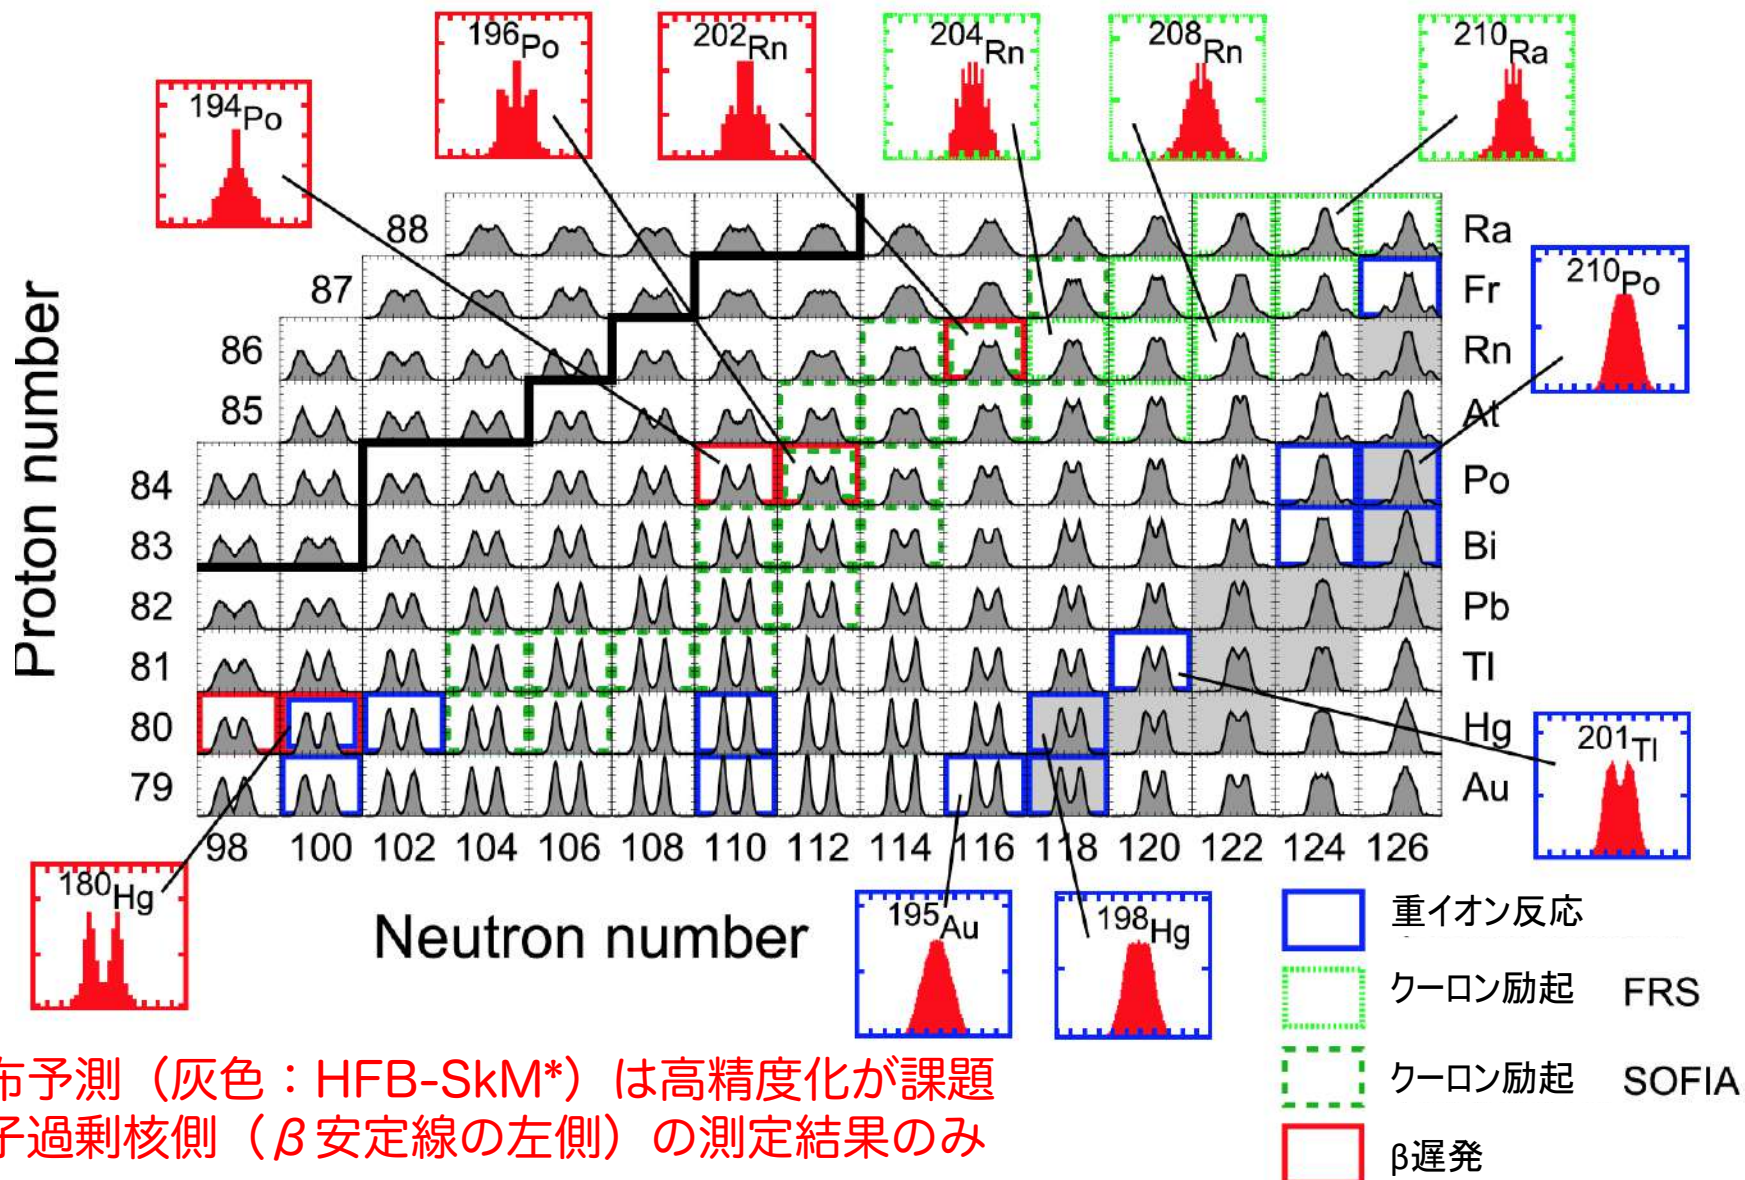 196Po
202Rn
204Rn
208Rn
210Ra
194Po
88
Ra
87
Fr
210Po
86
Rn
85
At
84
Po
83
Bi
82
Pb
81
Tl
80
Hg
201Tl
79
Au
Proton number
98 100 102 104 106 108 110 112 114 116 118 120 122 124 126
180Hg
Neutron number
195Au
198Hg
重イオン反応
クーロン励起 FRS
クーロン励起 SOFIA
β遅発
布予測（灰色：HFB-SkM*）は高精度化が課題
子過剰核側（β安定線の左側）の測定結果のみ